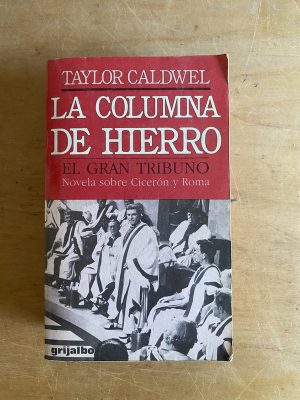 TAYLOR CALDWEL
LA COLUMNA
DE HIERRO
EL GRAN TRIBUNO
Novela sobre Cicerón y Roma
grijalbo